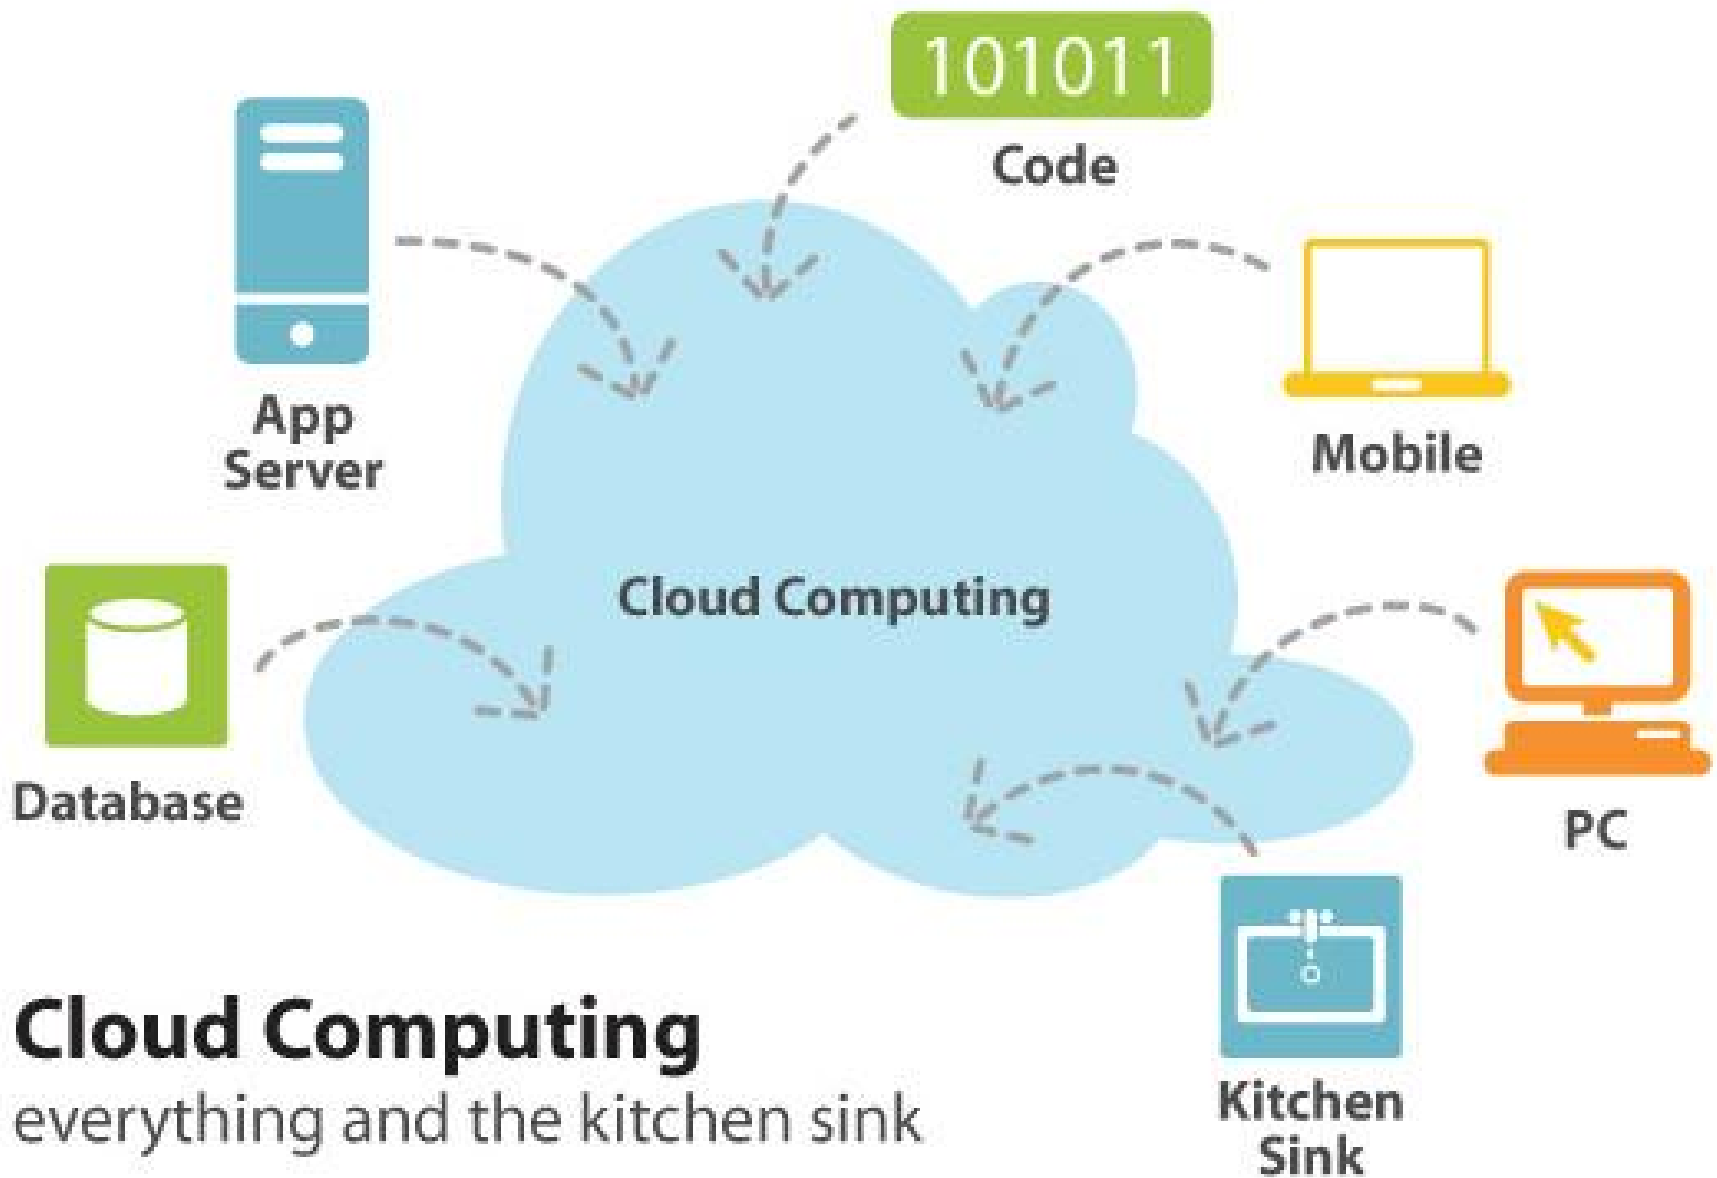 101011
Code
App
Server
Mobile
Cloud Computing
Database
PC
Kitchen
Sink
Cloud Computing
everything and the kitchen sink